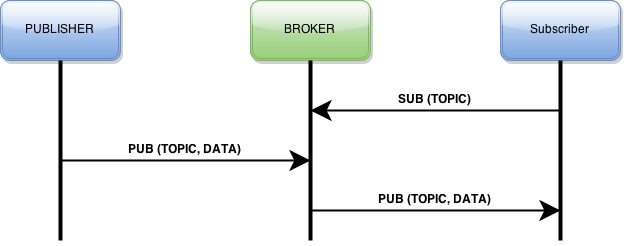 PUBLISHER
BROKER
Subscriber
SUB (TOPIC)
PUB (TOPIC, DATA)
PUB (TOPIC, DATA)